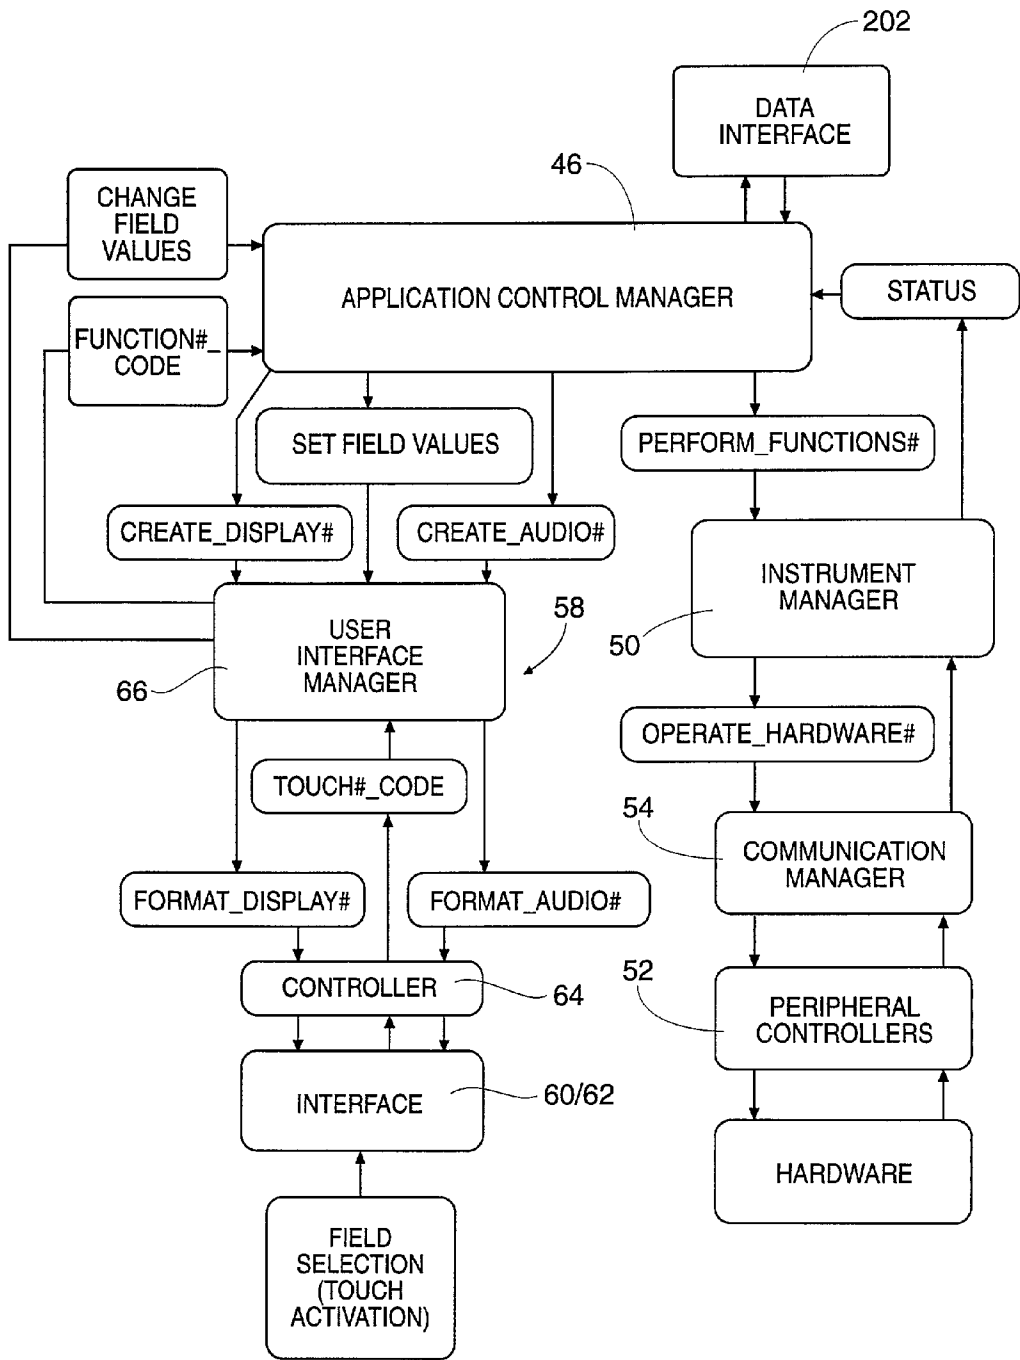 202
DATA
INTERFACE
46
CHANGE
FIELD
VALUES
APPLICATION CONTROL MANAGER
STATUS
FUNCTION#_
CODE
SET FIELD VALUES
PERFORM_FUNCTIONS#
CREATE_DISPLAY#
CREATE_AUDIO#
INSTRUMENT
MANAGER
50
USER
INTERFACE
MANAGER
58
66
OPERATE_HARDWARE#
TOUCH#_CODE
54
COMMUNICATION
MANAGER
FORMAT_DISPLAY#
FORMAT_AUDIO#
CONTROLLER
64
52
PERIPHERAL
CONTROLLERS
INTERFACE
60/62
HARDWARE
FIELD
SELECTION
(TOUCH
ACTIVATION)